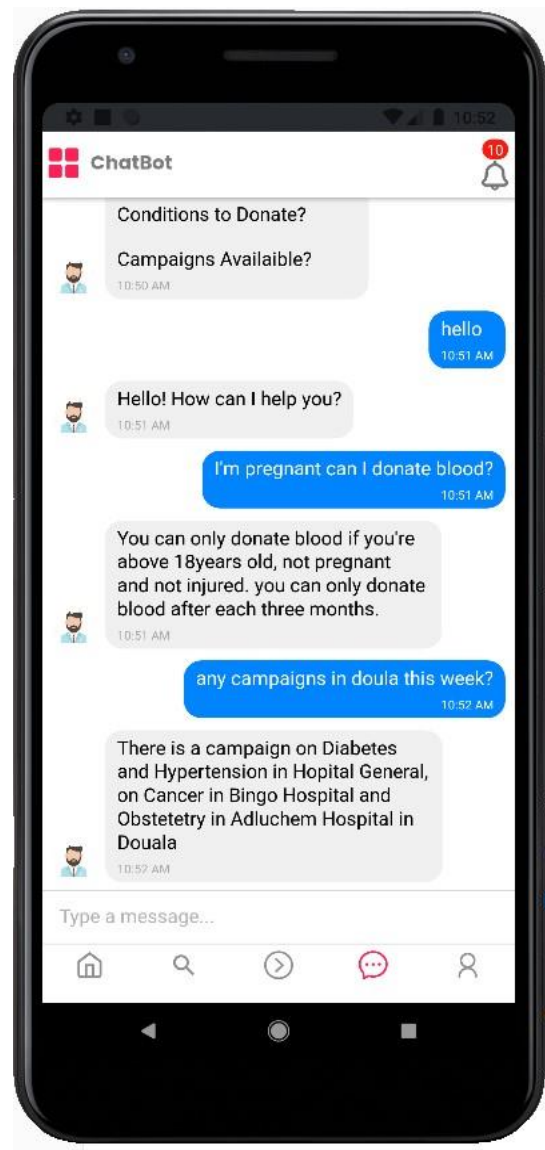 10:52
ChatBot
10
Conditions to Donate?
Campaigns Availaible?
10:50 AM
hello
10:51 AM
Hello! How can I help you?
10:51 AM
I'm pregnant can I donate blood?
10:51 AM
You can only donate blood if you're
above 18years old, not pregnant
and not injured. you can only donate
blood after each three months.
10:51 AM
any campaigns in doula this week?
10:52 AM
There is a campaign on Diabetes
and Hypertension in Hopital General,
on Cancer in Bingo Hospital and
Obstetetry in Adluchem Hospital in
Douala
10:52 AM
Type a message...